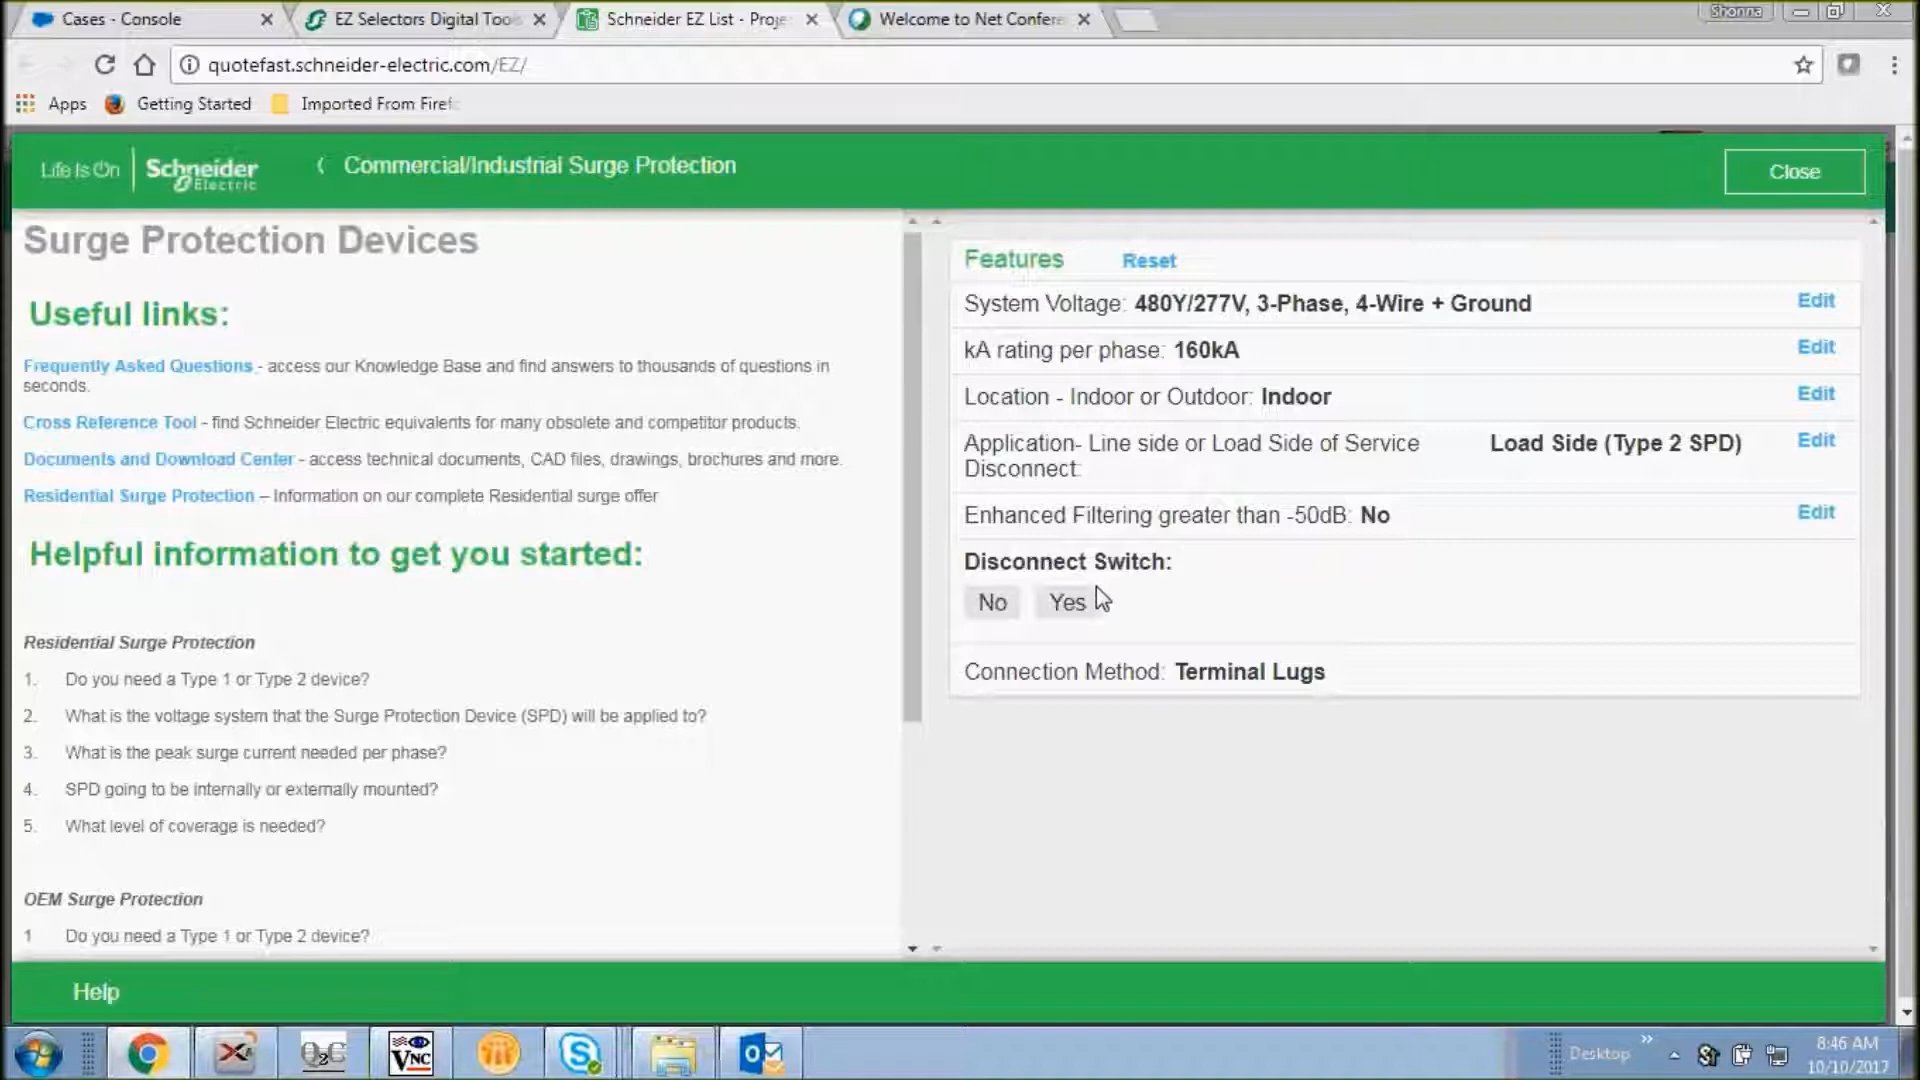 Cases - Console
EZ Selectors Digital Tools
Schneider EZ List - Proje
Welcome to Net Confere
Shonna
quotefast.schneider-electric.com/EZ/
Apps
Getting Started
Imported From Firef
Life Is On
Schneider
Electric
Commercial/Industrial Surge Protection
Close
Surge Protection Devices
Useful links:
Frequently Asked Questions - access our Knowledge Base and find answers to thousands of questions in
seconds.
Cross Reference Tool - find Schneider Electric equivalents for many obsolete and competitor products.
Documents and Download Center - access technical documents, CAD files, drawings, brochures and more.
Residential Surge Protection – Information on our complete Residential surge offer
Helpful information to get you started:
Residential Surge Protection
1. Do you need a Type 1 or Type 2 device?
2. What is the voltage system that the Surge Protection Device (SPD) will be applied to?
3. What is the peak surge current needed per phase?
4. SPD going to be internally or externally mounted?
5. What level of coverage is needed?
OEM Surge Protection
1 Do you need a Type 1 or Type 2 device?
Features Reset
System Voltage: 480Y/277V, 3-Phase, 4-Wire + Ground Edit
kA rating per phase: 160kA Edit
Location - Indoor or Outdoor: Indoor Edit
Application- Line side or Load Side of Service Load Side (Type 2 SPD) Edit
Disconnect:
Enhanced Filtering greater than -50dB: No Edit
Disconnect Switch:
No Yes
Connection Method: Terminal Lugs
Help
Q2C
VNC
Desktop
8:46 AM
10/10/2017